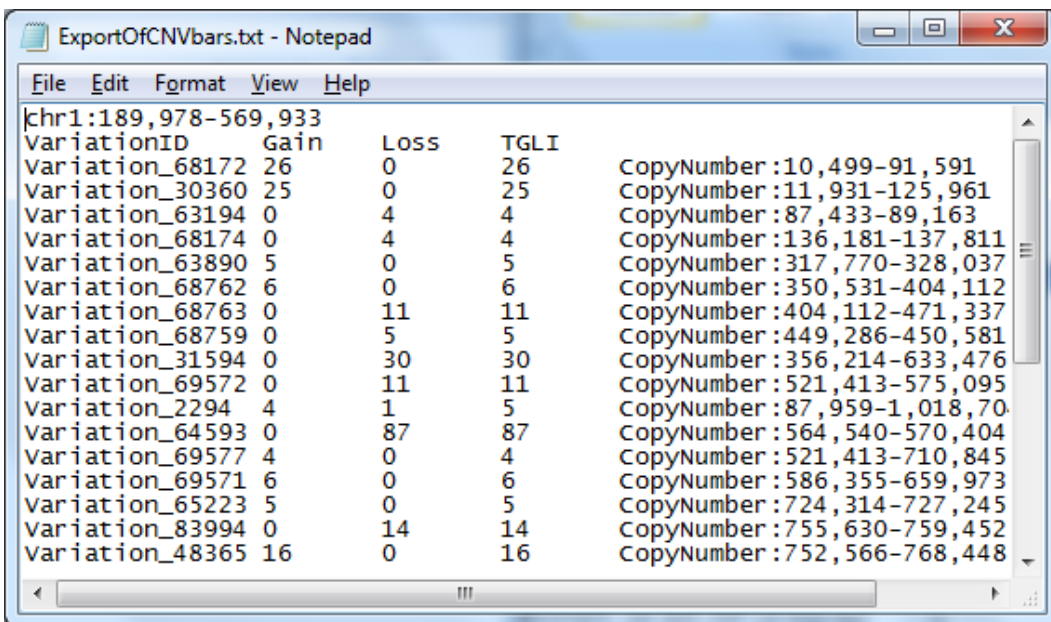 ExportOfCNVbars.txt - Notepad
File Edit Format View Help
chr1:189,978-569,933
VariationID Gain Loss TGLI
Variation_68172 26 0 26 CopyNumber:10,499-91,591
Variation_30360 25 0 25 CopyNumber:11,931-125,961
Variation_63194 0 4 4 CopyNumber:87,433-89,163
Variation_68174 0 4 4 CopyNumber:136,181-137,811
Variation_63890 5 0 5 CopyNumber:317,770-328,037
Variation_68762 6 0 6 CopyNumber:350,531-404,112
Variation_68763 0 11 11 CopyNumber:404,112-471,337
Variation_68759 0 5 5 CopyNumber:449,286-450,581
Variation_31594 0 30 30 CopyNumber:356,214-633,476
Variation_69572 0 11 11 CopyNumber:521,413-575,095
Variation_2294 4 1 5 CopyNumber:87,959-1,018,70
Variation_64593 0 87 87 CopyNumber:564,540-570,404
Variation_69577 4 0 4 CopyNumber:521,413-710,845
Variation_69571 6 0 6 CopyNumber:586,355-659,973
Variation_65223 5 0 5 CopyNumber:724,314-727,245
Variation_83994 0 14 14 CopyNumber:755,630-759,452
Variation_48365 16 0 16 CopyNumber:752,566-768,448